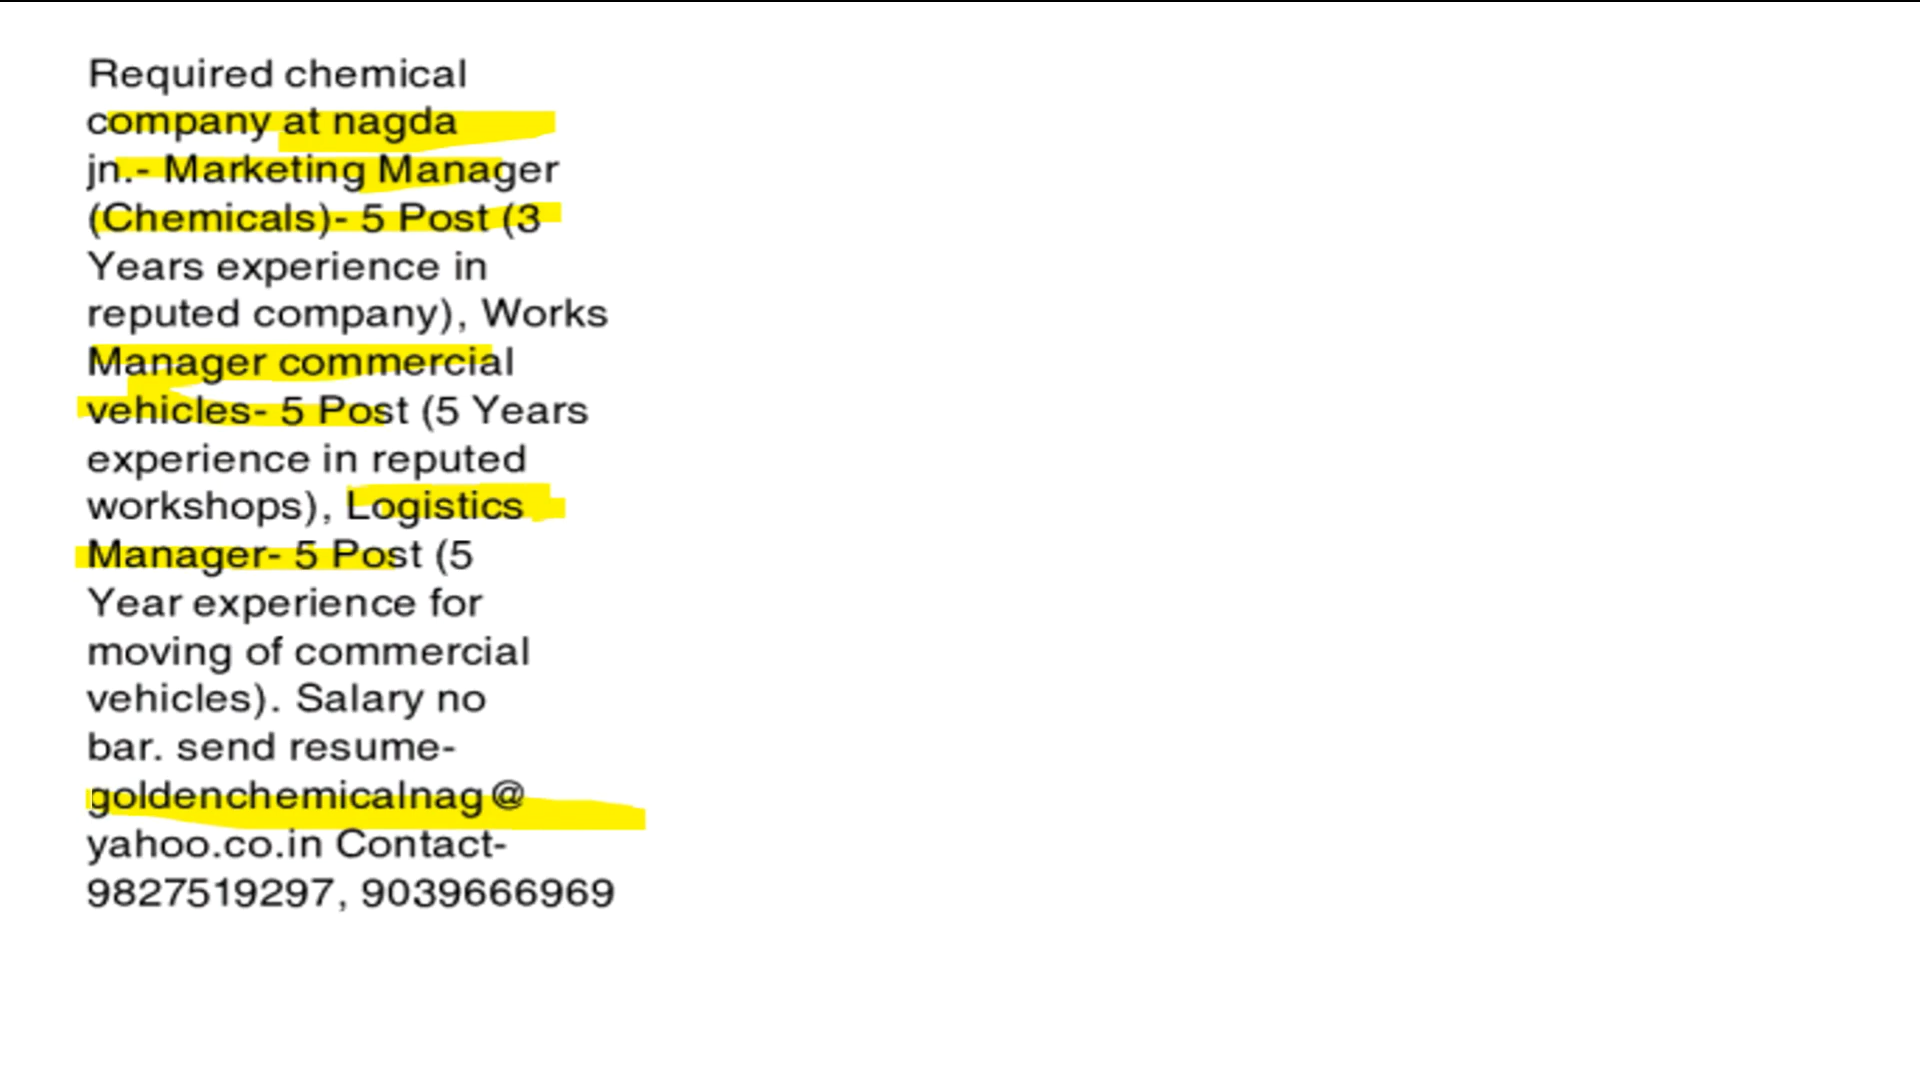 Required chemical
company at nagda
jn.- Marketing Manager
(Chemicals)- 5 Post (3
Years experience in
reputed company), Works
Manager commercial
vehicles- 5 Post (5 Years
experience in reputed
workshops), Logistics
Manager- 5 Post (5
Year experience for
moving of commercial
vehicles). Salary no
bar. send resume-
goldenchemicalnag@
yahoo.co.in Contact-
9827519297, 9039666969